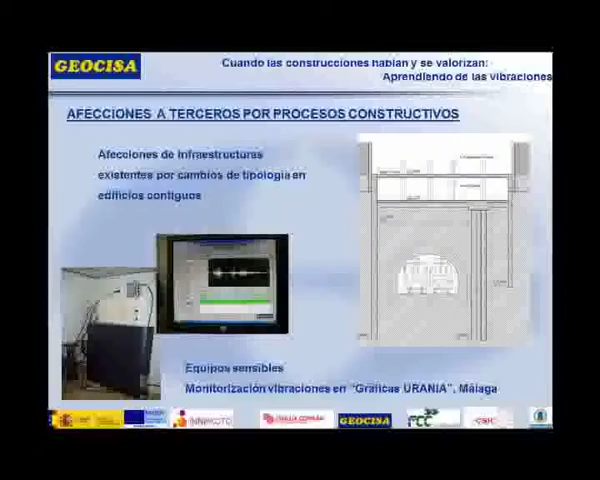 GEOCISA
Cuando las construcciones hablan y se valorizan:
Aprendiendo de las vibraciones
AFECCIONES A TERCEROS POR PROCESOS CONSTRUCTIVOS
Afecciones de infraestructuras
existentes por cambios de tipología en
edificios contiguos
Equipos sensibles
Monitorización vibraciones en "Gráficas URANIA", Málaga
GEOCISA
FCC
CSIC